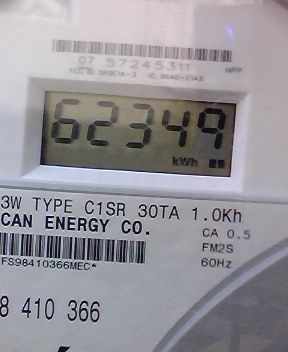 07 57245311
HPP
62349
kWh
3W TYPE C1SR 30TA 1.0Kh
CAN ENERGY CO.
CA 0.5
FM2S
FS98410366MEC*
60Hz
8 410 366